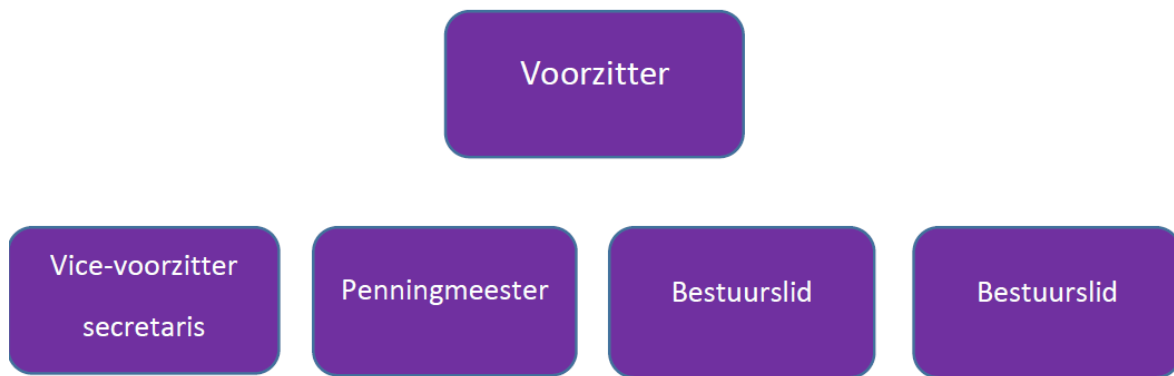 Voorzitter
Vice-voorzitter
secretaris
Penningmeester
Bestuurslid
Bestuurslid